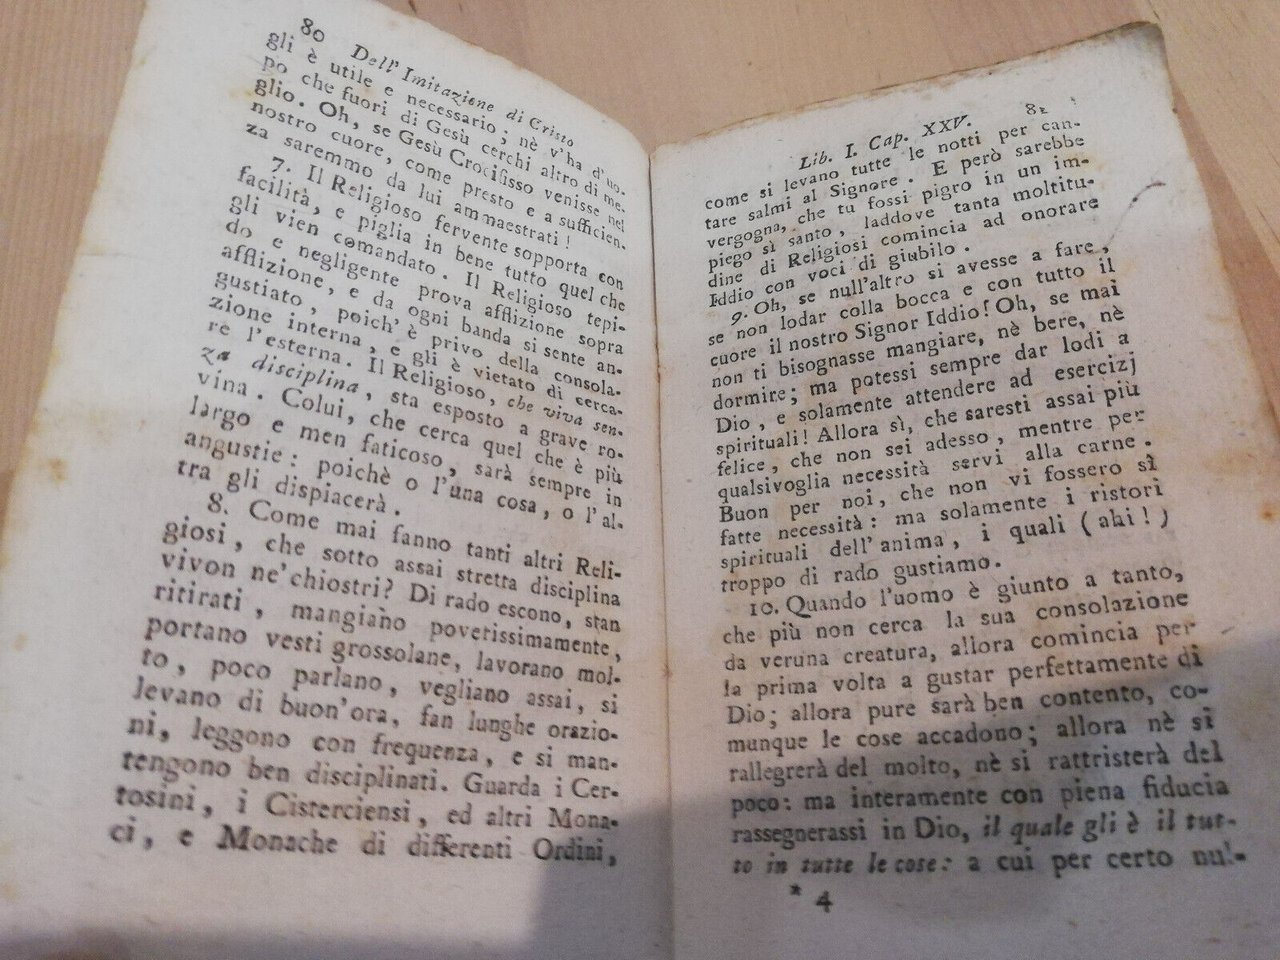 80 Dell' Imitazione di Cristo
gli è utile e necessario; nè v'ha d'uo-
po che fuori di Gesù cerchi altro di me-
glio. Oh, se Gesù Crocifisso venisse nel
nostro cuore, come presto e a sufficien-
za saremmo da lui ammaestrati!
7. Il Religioso fervente sopporta con
facilità, e piglia in bene tutto quel che
gli vien comandato. Il Religioso tepi-
do e negligente prova afflizione sopra
afflizione, e da ogni banda si sente an-
gustiato, poich' è privo della consola-
zione interna, e gli è vietato di cerca-
re l'esterna. Il Religioso, che viva sen-
za disciplina, sta esposto a grave ro-
vina. Colui, che cerca quel che è più
largo e men faticoso, sarà sempre in
angustie: poichè o l'una cosa, o l'al-
tra gli dispiacerà.
8. Come mai fanno tanti altri Reli-
giosi, che sotto assai stretta disciplina
vivon ne'chiostri? Di rado escono, stan
ritirati, mangiano poverissimamente,
portano vesti grossolane, lavorano mol-
to, poco parlano, vegliano assai, si
levano di buon'ora, fan lunghe orazio-
ni, leggono con frequenza, e si man-
tengono ben disciplinati. Guarda i Cer-
tosini, i Cisterciensi, ed altri Mona-
ci, e Monache di differenti Ordini,
Lib. I. Cap. XXV. 81
come si levano tutte le notti per can-
tare salmi al Signore. E però sarebbe
vergogna, che tu fossi pigro in un im-
piego sì santo, laddove tanta moltitu-
dine di Religiosi comincia ad onorare
Iddio con voci di giubilo.
9. Oh, se null'altro si avesse a fare,
se non lodar colla bocca e con tutto il
cuore il nostro Signor Iddio! Oh, se mai
non ti bisognasse mangiare, nè bere, nè
dormire; ma potessi sempre dar lodi a
Dio, e solamente attendere ad esercizj
spirituali! Allora sì, che saresti assai più
felice, che non sei adesso, mentre per
qualsivoglia necessità servi alla carne.
Buon per noi, che non vi fossero sì
fatte necessità: ma solamente i ristori
spirituali dell'anima, i quali (ahi!)
troppo di rado gustiamo.
10. Quando l'uomo è giunto a tanto,
che più non cerca la sua consolazione
da veruna creatura, allora comincia per
la prima volta a gustar perfettamente di
Dio; allora pure sarà ben contento, co-
munque le cose accadono; allora nè si
rallegrerà del molto, nè si rattristerà del
poco: ma interamente con piena fiducia
rassegnerassi in Dio, il quale gli è il tut-
to in tutte le cose: a cui per certo nul-
* 4